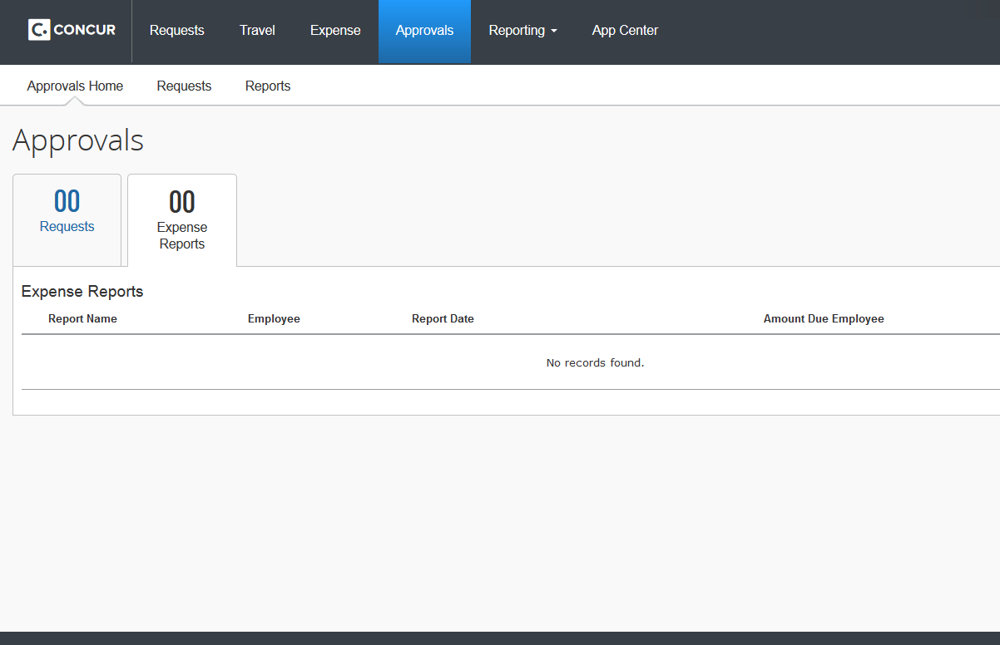 C. CONCUR Requests Travel Expense Approvals Reporting App Center
Approvals Home Requests Reports
Approvals
00
Requests
00
Expense
Reports
Expense Reports
Report Name Employee Report Date Amount Due Employee
No records found.